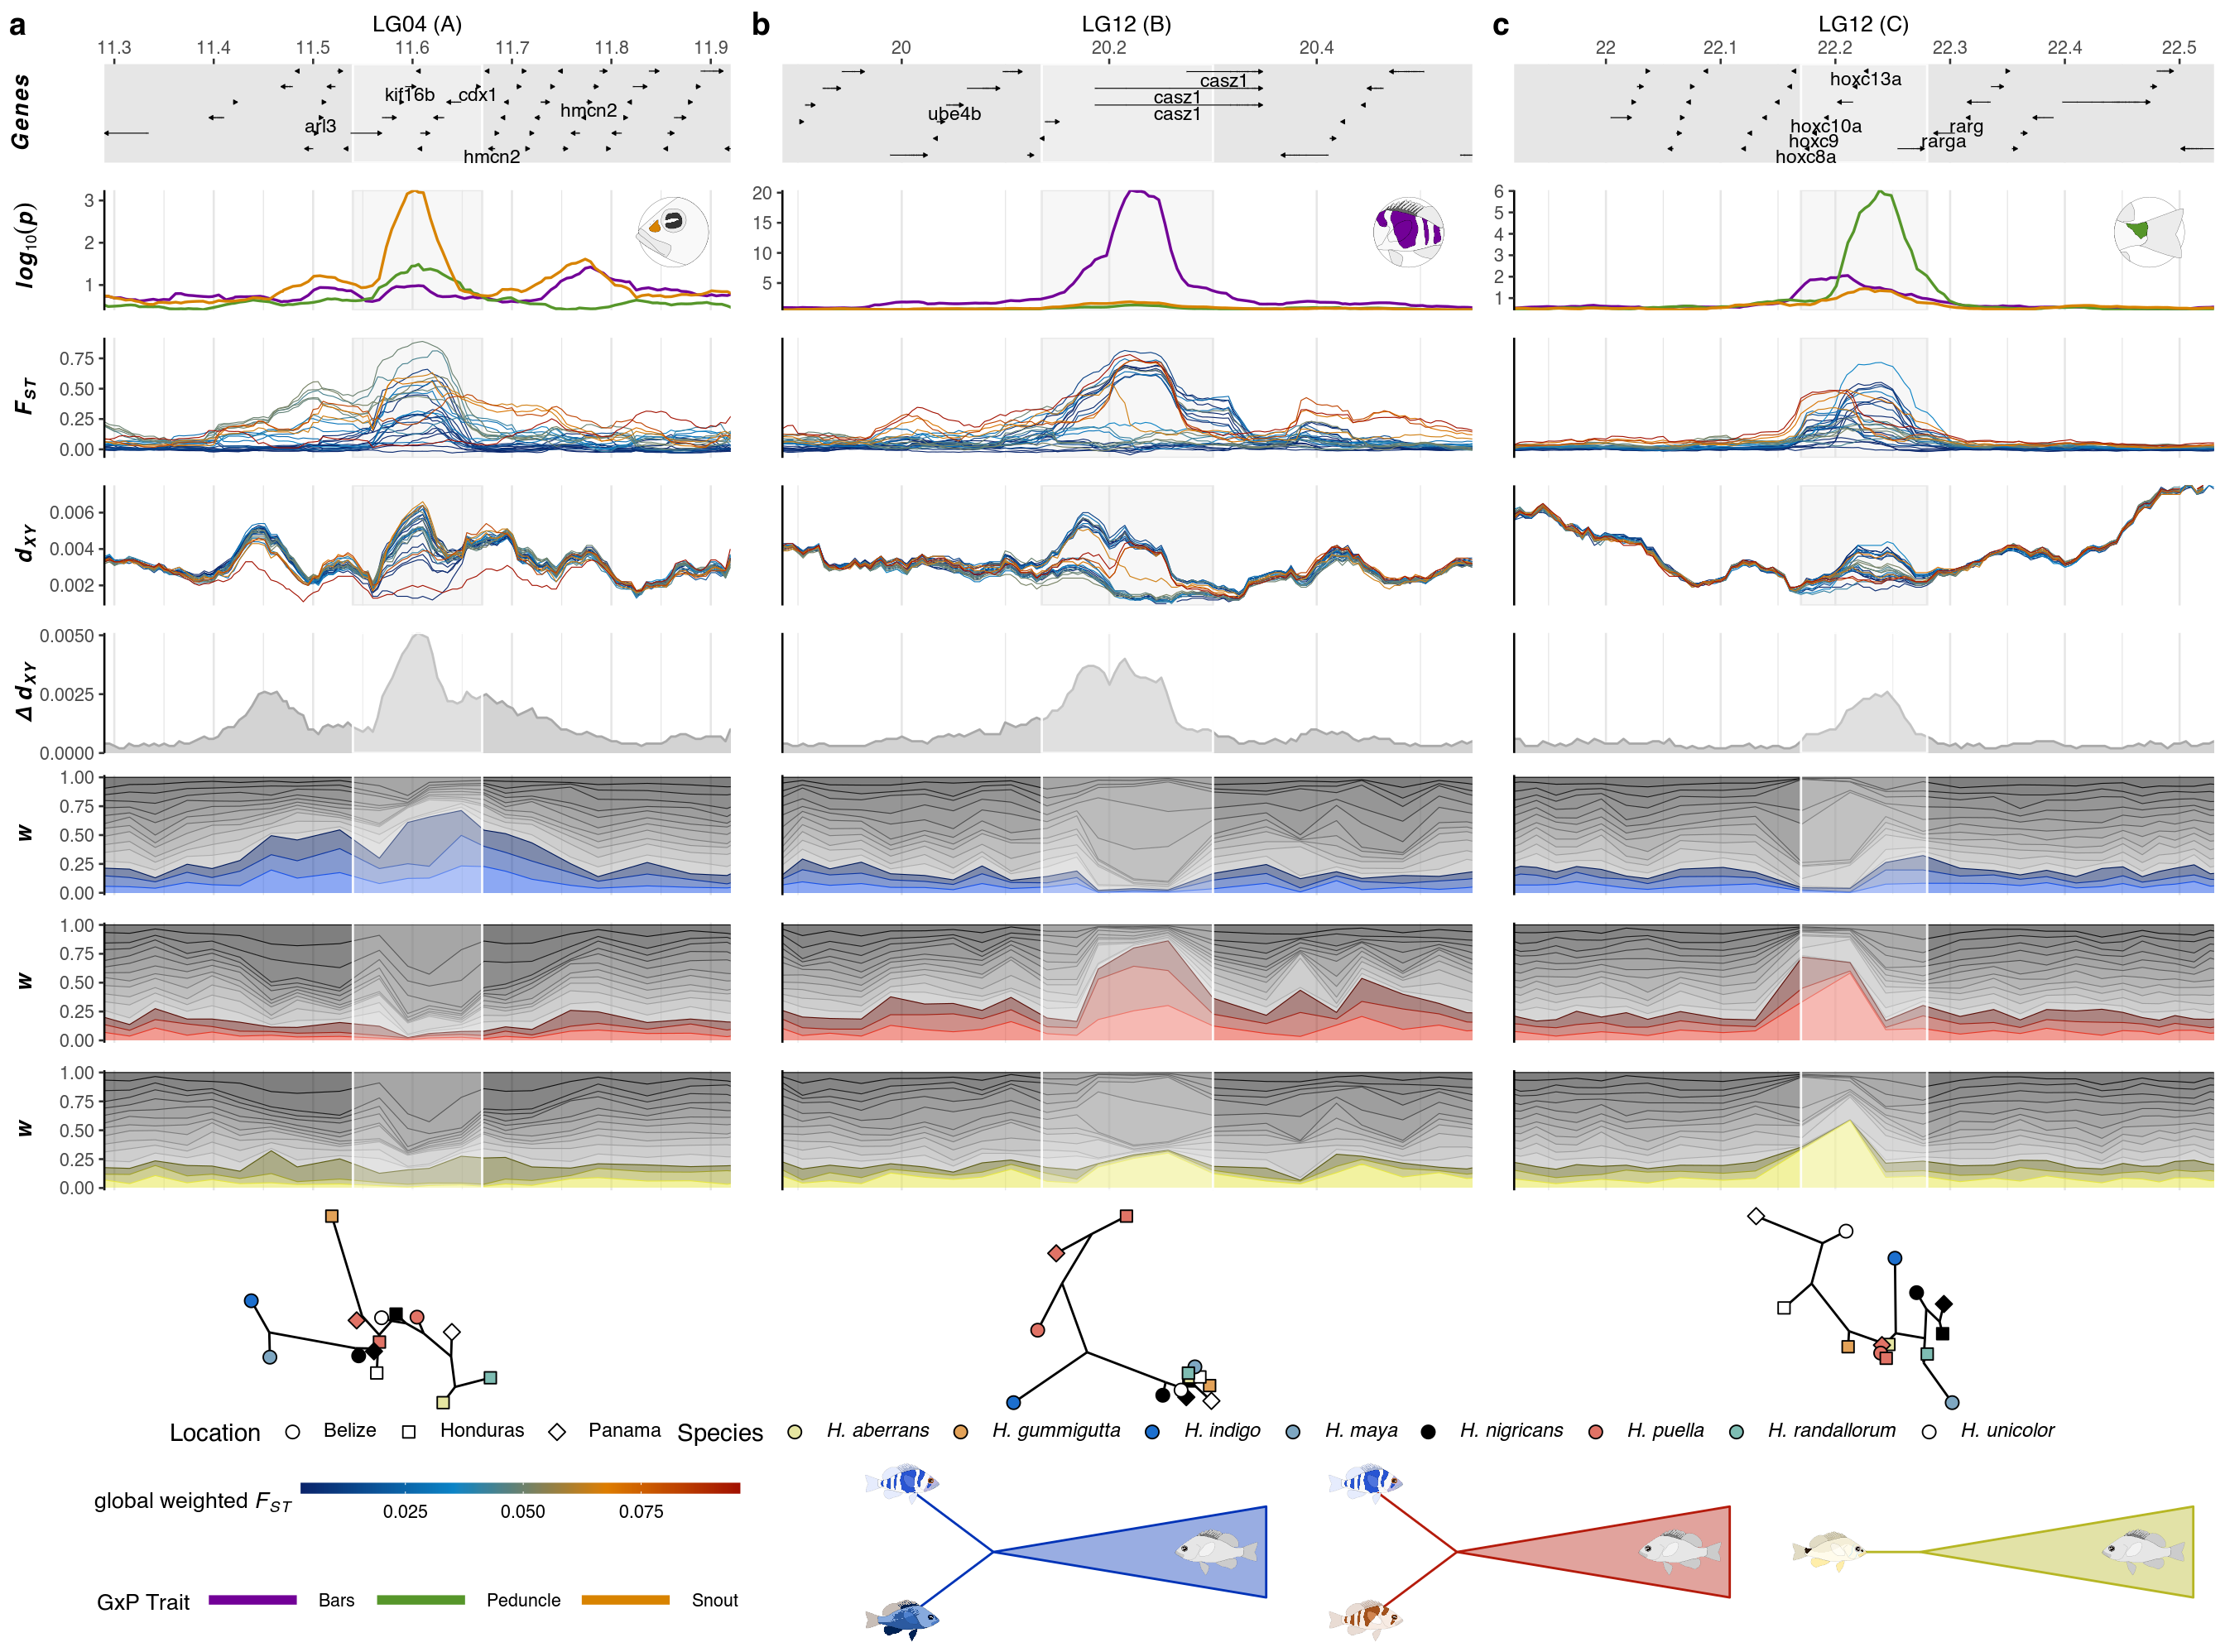 a
LG04 (A)
b
LG12 (B)
c
LG12 (C)
11.3 11.4 11.5 11.6 11.7 11.8 11.9
20 20.2 20.4
22 22.1 22.2 22.3 22.4 22.5
Genes
kif16b cdx1
hmcn2
arl3
hmcn2
casz1
casz1
ube4b casz1
hoxc13a
hoxc10a rarg
hoxc9 rarga
hoxc8a
log10(p)
3
2
1
20
15
10
5
6
5
4
3
2
1
FST
0.75
0.50
0.25
0.00
dXY
0.006
0.004
0.002
Δ dXY
0.0050
0.0025
0.0000
w
1.00
0.75
0.50
0.25
0.00
w
1.00
0.75
0.50
0.25
0.00
w
1.00
0.75
0.50
0.25
0.00
Location Belize Honduras Panama Species H. aberrans H. gummigutta H. indigo H. maya H. nigricans H. puella H. randallorum H. unicolor
global weighted FST
0.025 0.050 0.075
GxP Trait Bars Peduncle Snout